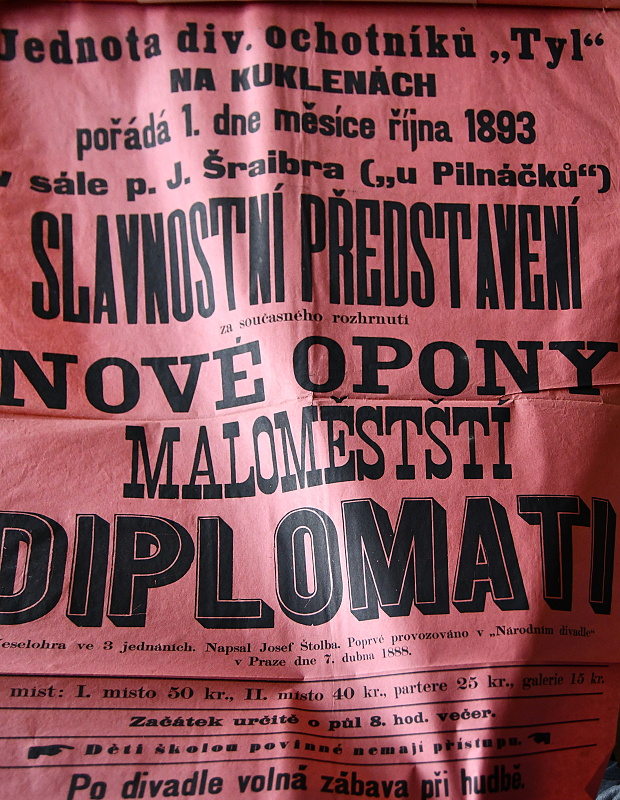 Jednota div. ochotníků „Tyl“
NA KUKLENÁCH
pořádá 1. dne měsíce října 1893
v sále p. J. Šraibra („u Pilnáčků“)
SLAVNOSTNÍ PŘEDSTAVENÍ
za současného rozhrnutí
NOVÉ OPONY
MALOMĚŠTŠTÍ
DIPLOMATI
eselohra ve 3 jednáních. Napsal Josef Štolba. Poprvé provozováno v „Národním divadle“
v Praze dne 7. dubna 1888.
míst: I. místo 50 kr., II. místo 40 kr., partere 25 kr., galerie 15 kr.
Začátek určitě o půl 8. hod. večer.
Děti školou povinné nemají přístupu.
Po divadle volná zábava při hudbě.